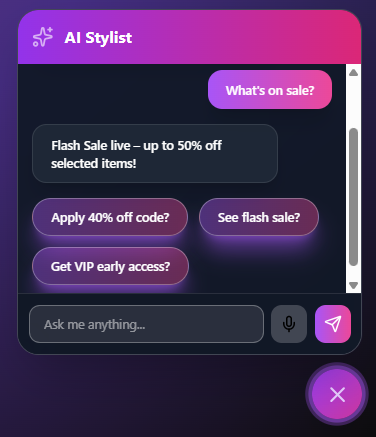 AI Stylist
What's on sale?
Flash Sale live – up to 50% off
selected items!
Apply 40% off code?
See flash sale?
Get VIP early access?
Ask me anything...